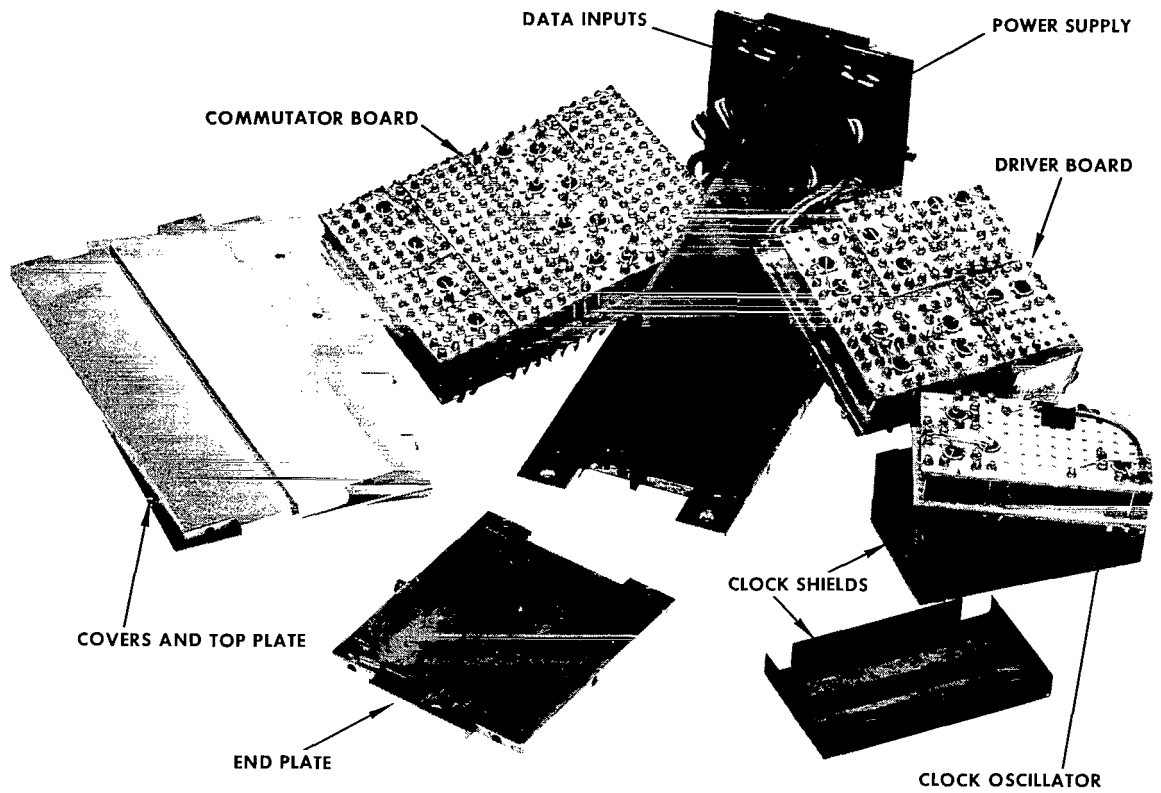 DATA INPUTS
POWER SUPPLY
COMMUTATOR BOARD
DRIVER BOARD
CLOCK SHIELDS
COVERS AND TOP PLATE
END PLATE
CLOCK OSCILLATOR